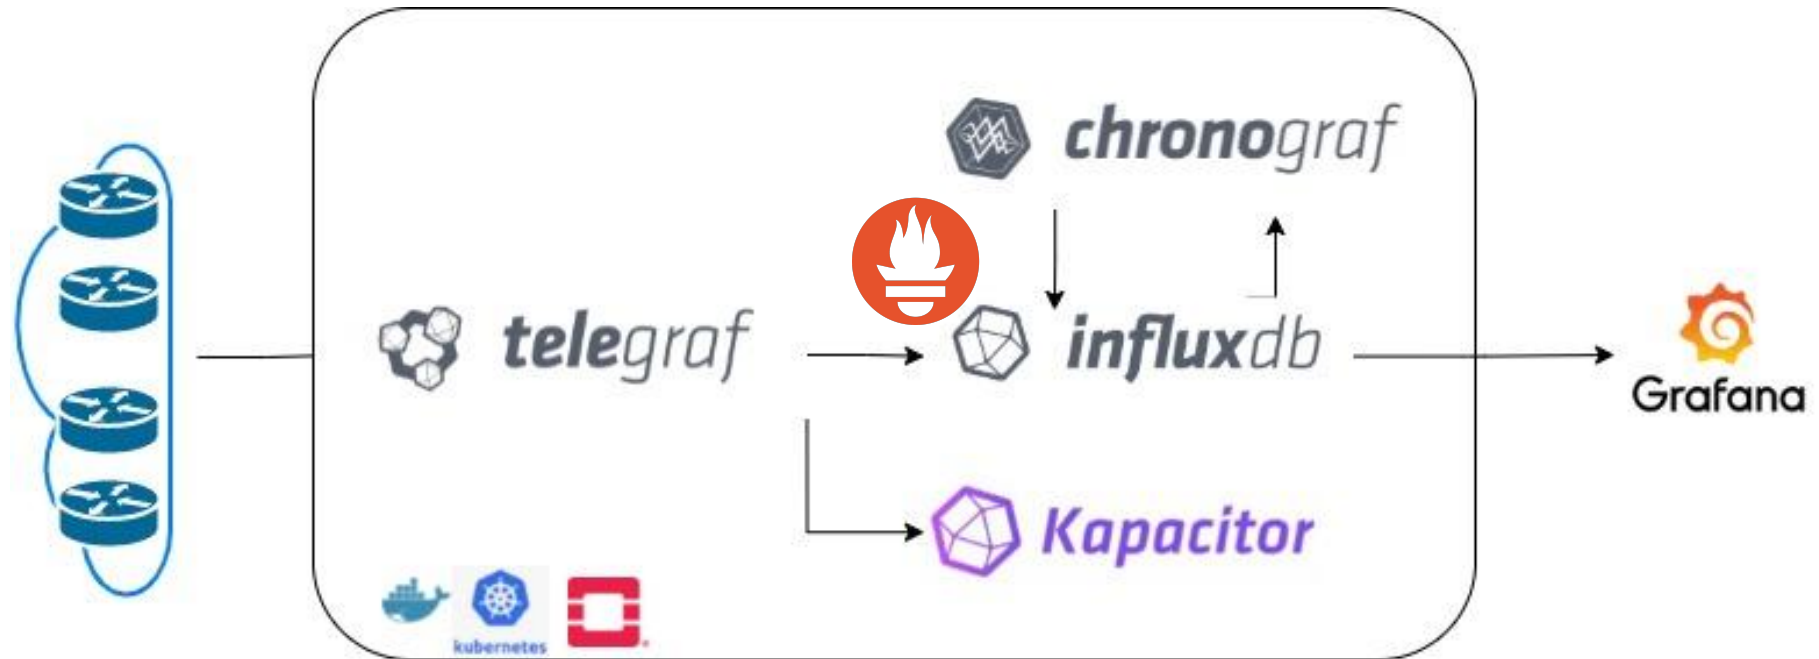 chronograf
telegraf
influxdb
Grafana
Kapacitor
kubernetes